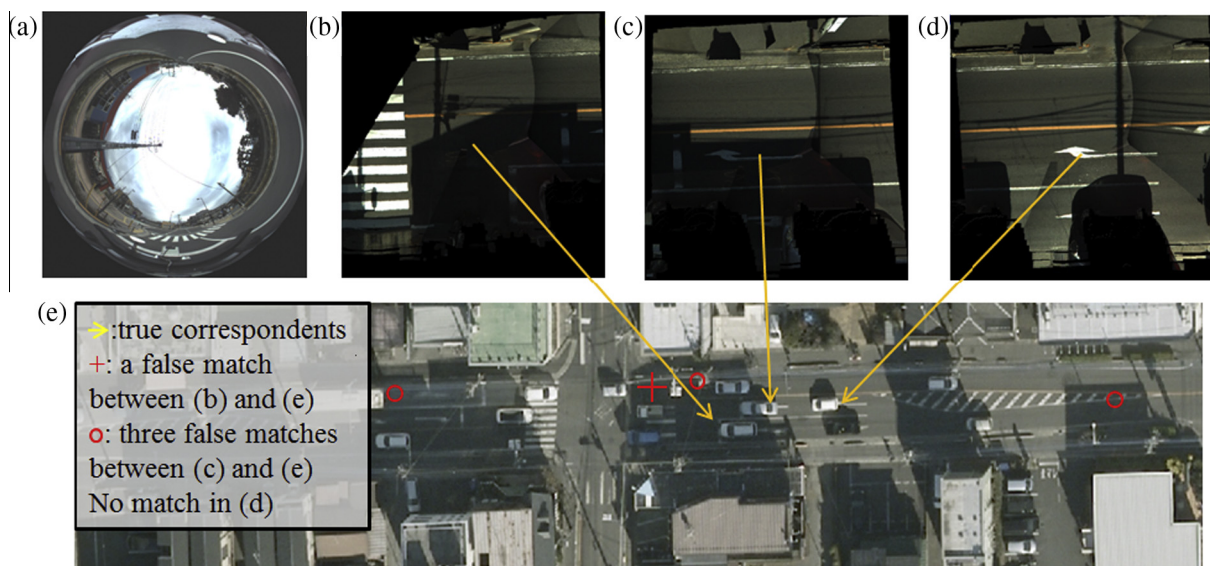 (a)
(b)
(c)
(d)
(e)
:true correspondents
+: a false match
between (b) and (e)
o: three false matches
between (c) and (e)
No match in (d)